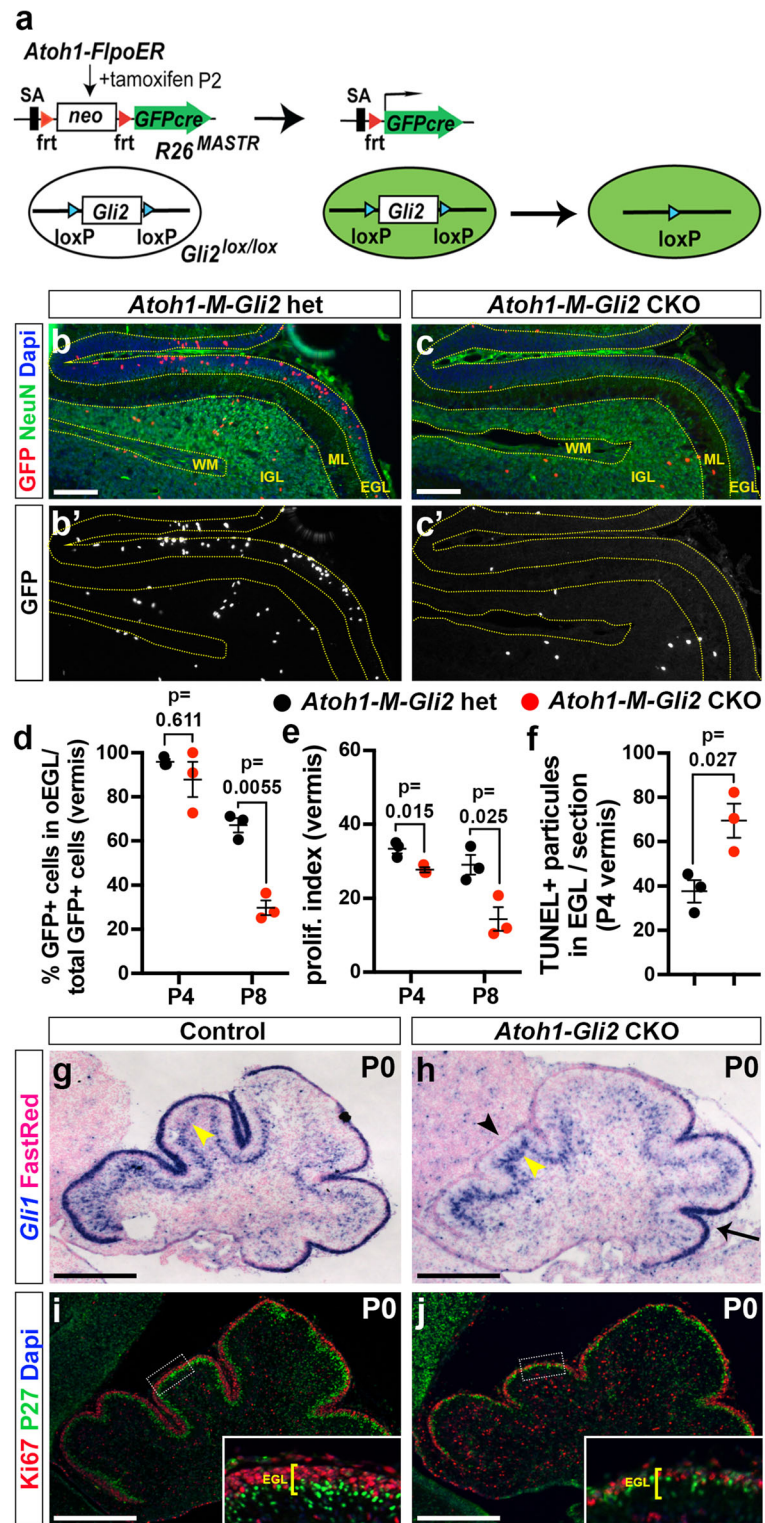 a
Atoh1-FlpoER
+tamoxifen P2
SA
neo
GFPcre
frt
frt
R26MASTR
SA
GFPcre
frt
Gli2
loxP
loxP
Gli2lox/lox
Gli2
loxP
loxP
loxP
Atoh1-M-Gli2 het
Atoh1-M-Gli2 CKO
GFP NeuN Dapi
b
WM
IGL
ML
EGL
c
WM
IGL
ML
EGL
GFP
b'
c'
Atoh1-M-Gli2 het
Atoh1-M-Gli2 CKO
d
% GFP+ cells in oEGL/
total GFP+ cells (vermis)
100
80
60
40
20
0
p=
0.611
p=
0.0055
P4
P8
e
prolif. index (vermis)
60
40
20
0
p=
0.015
p=
0.025
P4
P8
f
TUNEL+ particules
in EGL / section
(P4 vermis)
100
80
60
40
20
0
p=
0.027
Control
Atoh1-Gli2 CKO
Gli1 FastRed
g
P0
h
P0
Ki67 P27 Dapi
i
P0
EGL
j
P0
EGL